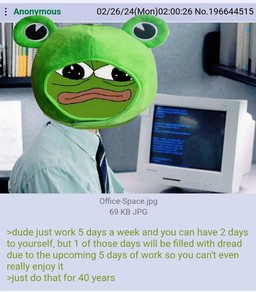 Anonymous 02/26/24(Mon)02:00:26 No.196644515
Office-Space.jpg
69 KB JPG
>dude just work 5 days a week and you can have 2 days
to yourself, but 1 of those days will be filled with dread
due to the upcoming 5 days of work so you can't even
really enjoy it
>just do that for 40 years